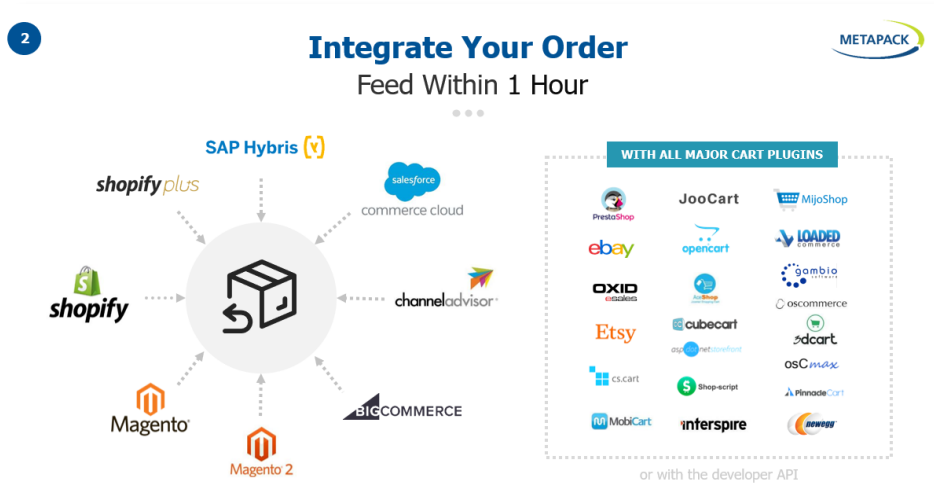 2
Integrate Your Order
Feed Within 1 Hour
METAPACK
SAP Hybris
shopify plus
salesforce
commerce cloud
shopify
channeladvisor
Magento
Magento 2
BIGCOMMERCE
WITH ALL MAJOR CART PLUGINS
PrestaShop
JooCart
MijoShop
ebay
opencart
LOADED
commerce
OXID
esales
AceShop
gambio
software
oscommerce
Etsy
cubecart
aspdotnetstorefront
3dcart
osCmax
cs.cart
Shop-script
PinnacleCart
MobiCart
interspire
newegg
or with the developer API